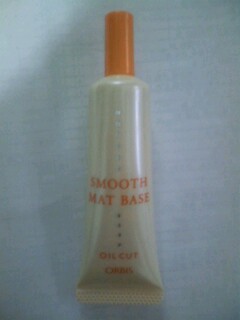 SMOOTH
MAT BASE
OIL CUT
ORBIS